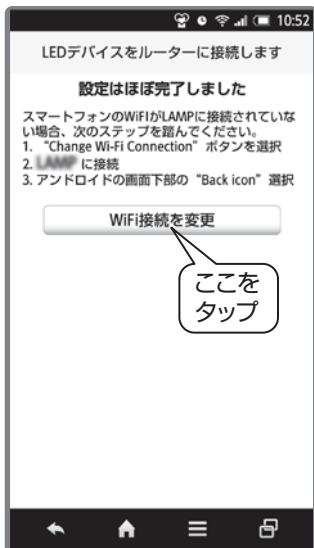 10:52
LEDデバイスをルーターに接続します
設定はほぼ完了しました
スマートフォンのWiFIがLAMPに接続されていな
い場合、次のステップを踏んでください。
1. “Change Wi-Fi Connection”ボタンを選択
2. LAMP に接続
3. アンドロイドの画面下部の“Back icon”選択
WiFi接続を変更
ここを
タップ